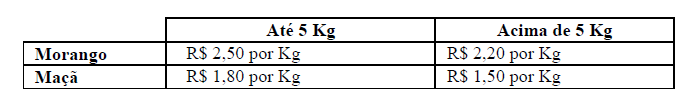 Até 5 Kg Acima de 5 Kg
Morango R$ 2,50 por Kg R$ 2,20 por Kg
Maçã R$ 1,80 por Kg R$ 1,50 por Kg